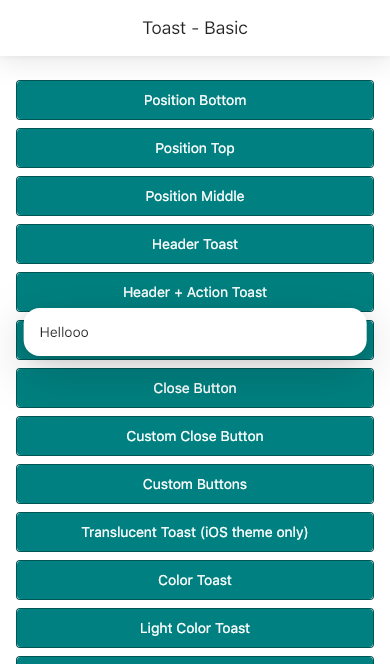 Toast - Basic
Position Bottom
Position Top
Position Middle
Header Toast
Header + Action Toast
Hellooo
Close Button
Custom Close Button
Custom Buttons
Translucent Toast (iOS theme only)
Color Toast
Light Color Toast